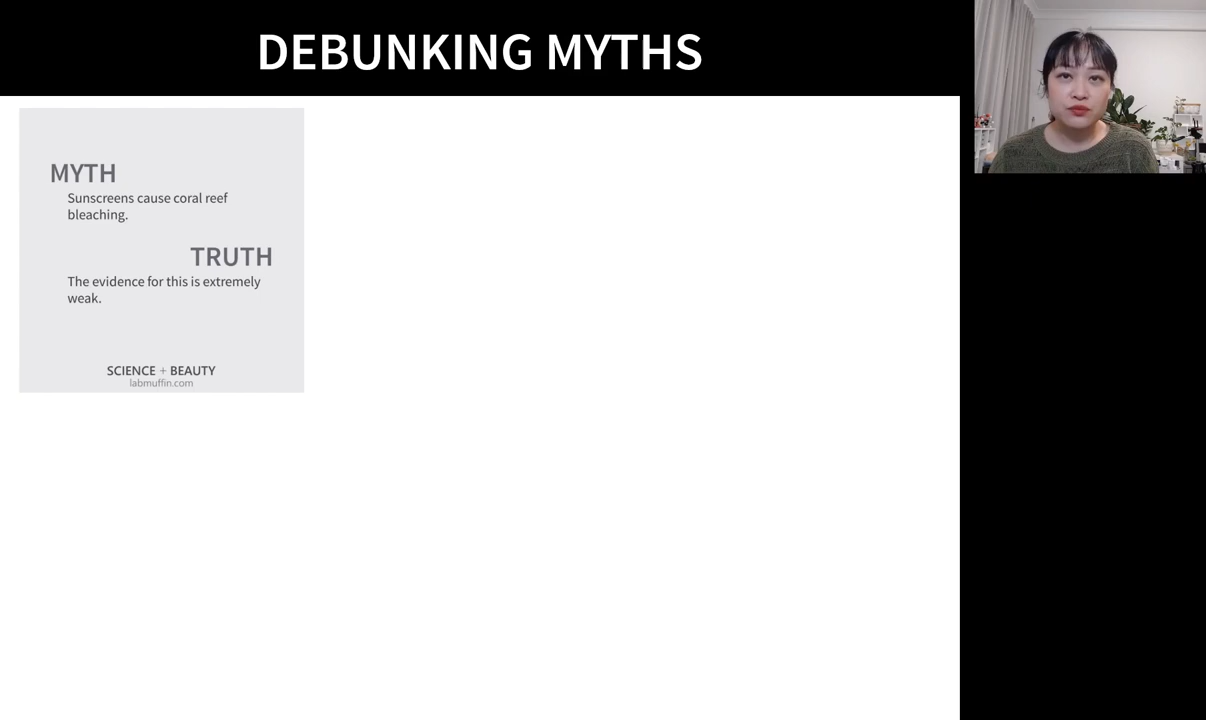 DEBUNKING MYTHS
MYTH
Sunscreens cause coral reef
bleaching.
TRUTH
The evidence for this is extremely
weak.
SCIENCE + BEAUTY
labmuffin.com